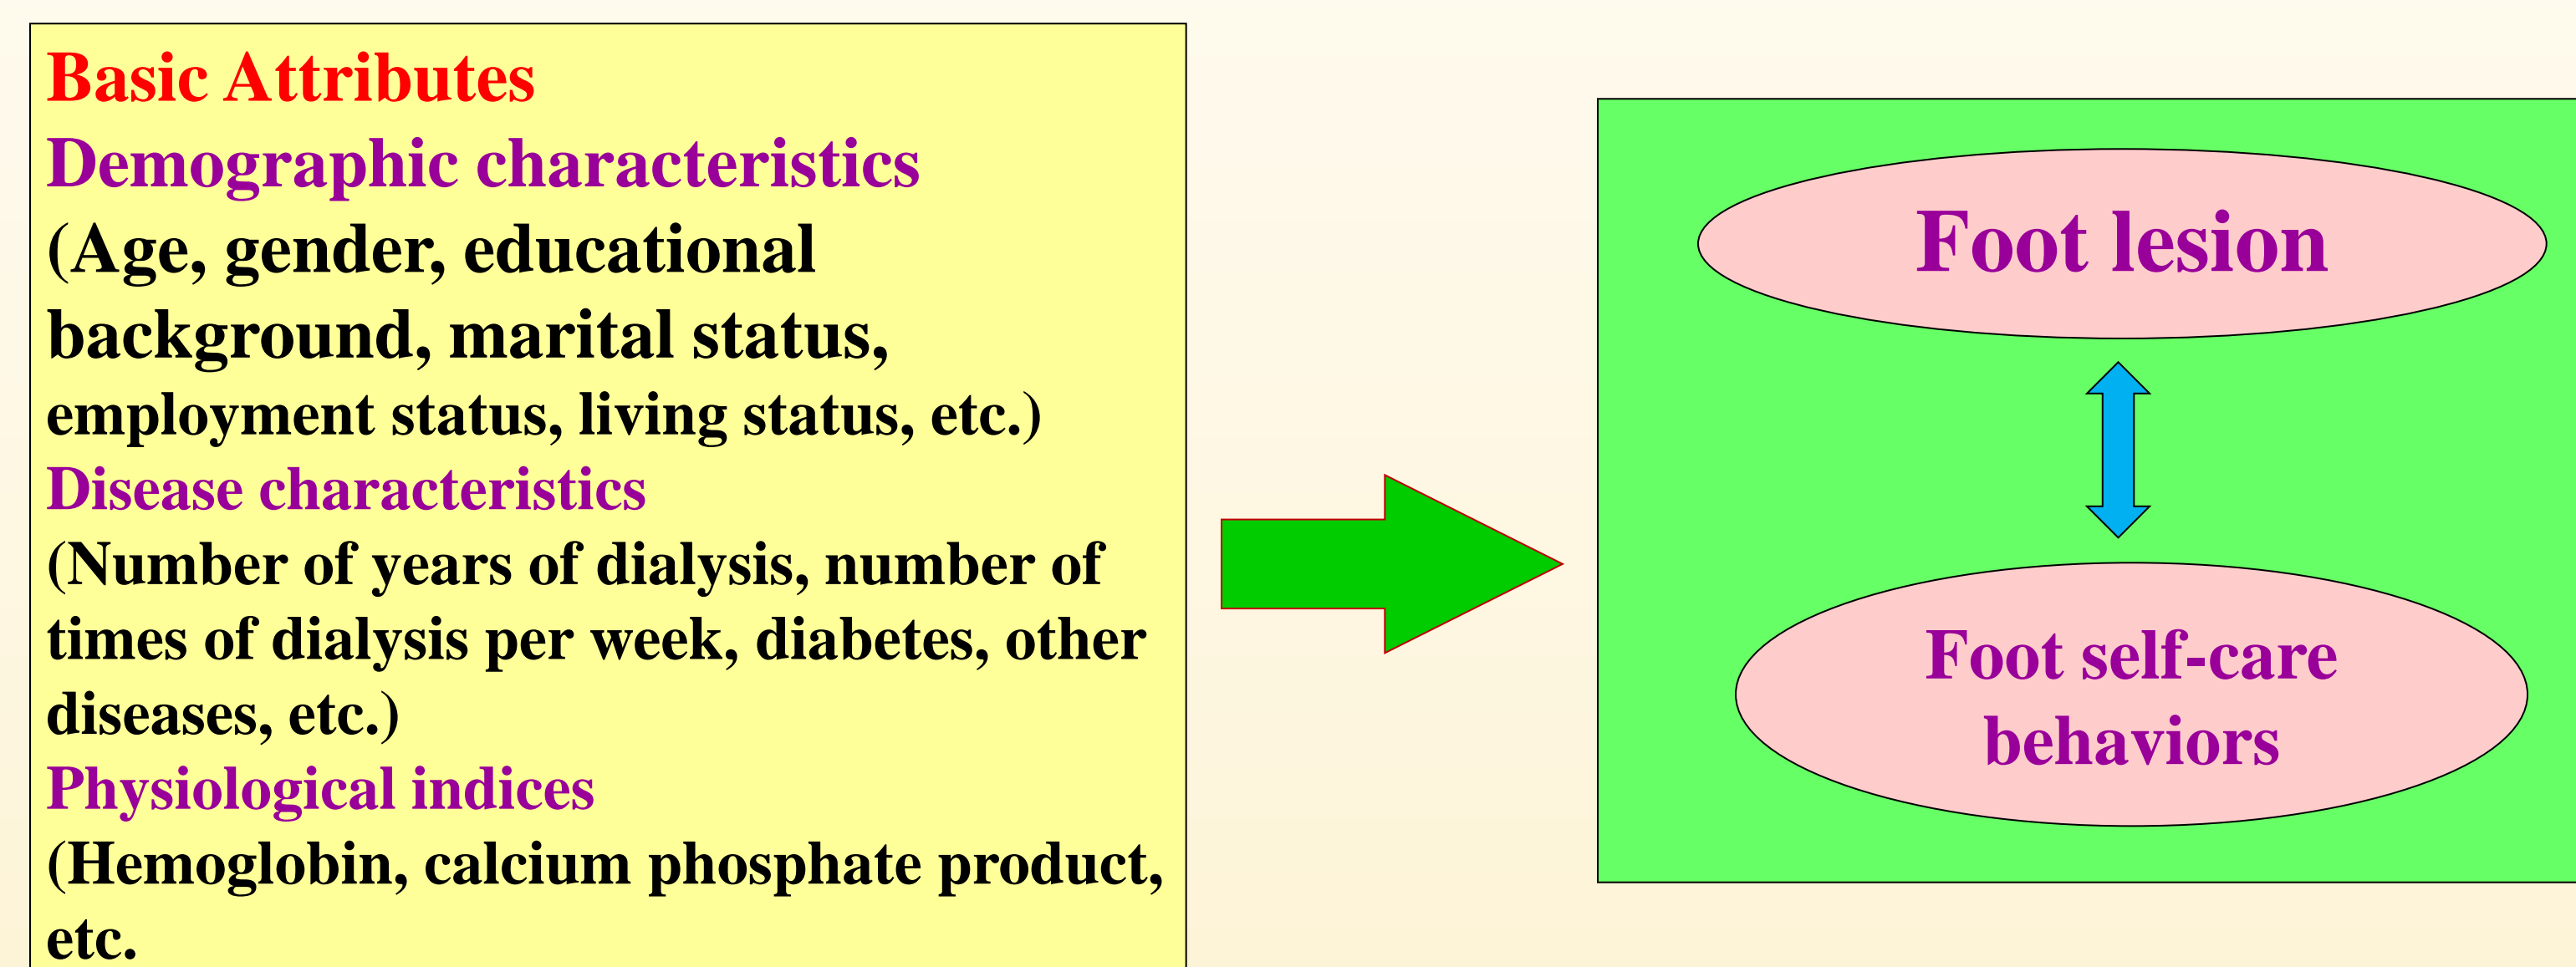 Basic Attributes
Demographic characteristics
(Age, gender, educational
background, marital status,
employment status, living status, etc.)
Disease characteristics
(Number of years of dialysis, number of
times of dialysis per week, diabetes, other
diseases, etc.)
Physiological indices
(Hemoglobin, calcium phosphate product,
etc.
Foot lesion
Foot self-care
behaviors